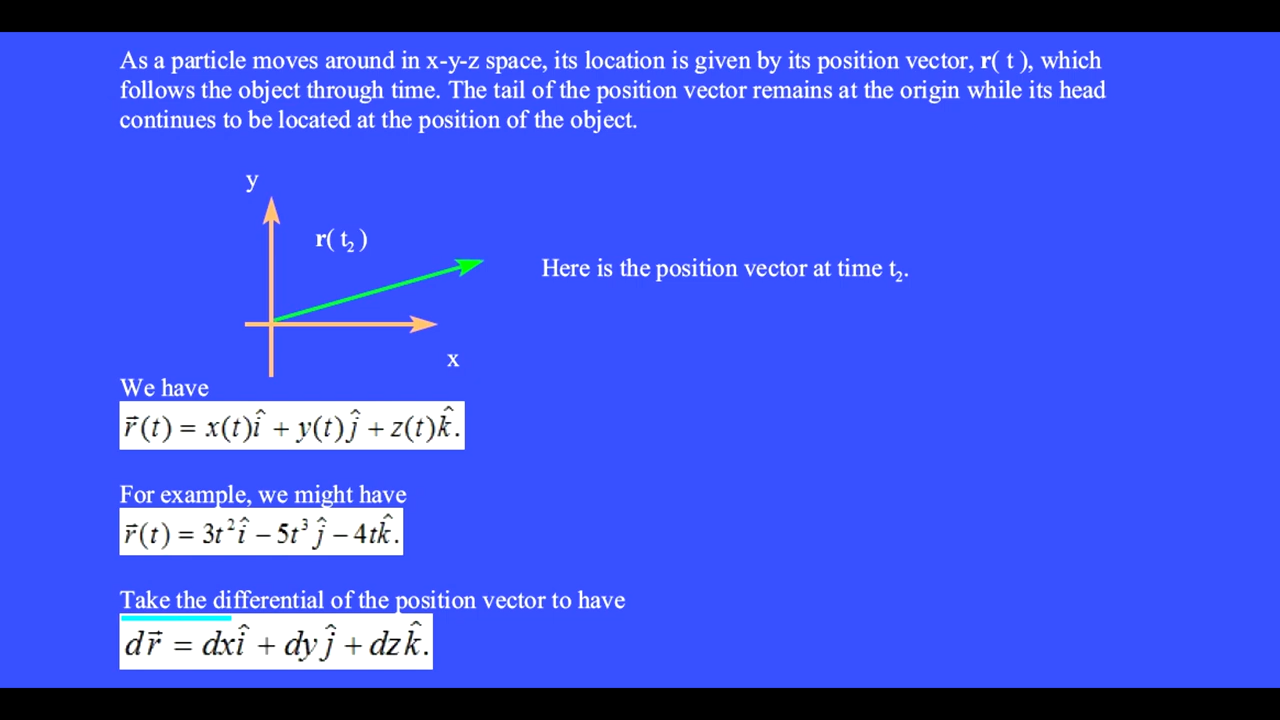 As a particle moves around in x-y-z space, its location is given by its position vector, r( t ), which
follows the object through time. The tail of the position vector remains at the origin while its head
continues to be located at the position of the object.
y
r( t₂ )
Here is the position vector at time t₂.
x
We have
r⃗(t) = x(t)î + y(t)ĵ + z(t)k̂.
For example, we might have
r⃗(t) = 3t²î − 5t³ĵ − 4tk̂.
Take the differential of the position vector to have
dr⃗ = dxî + dyĵ + dzk̂.